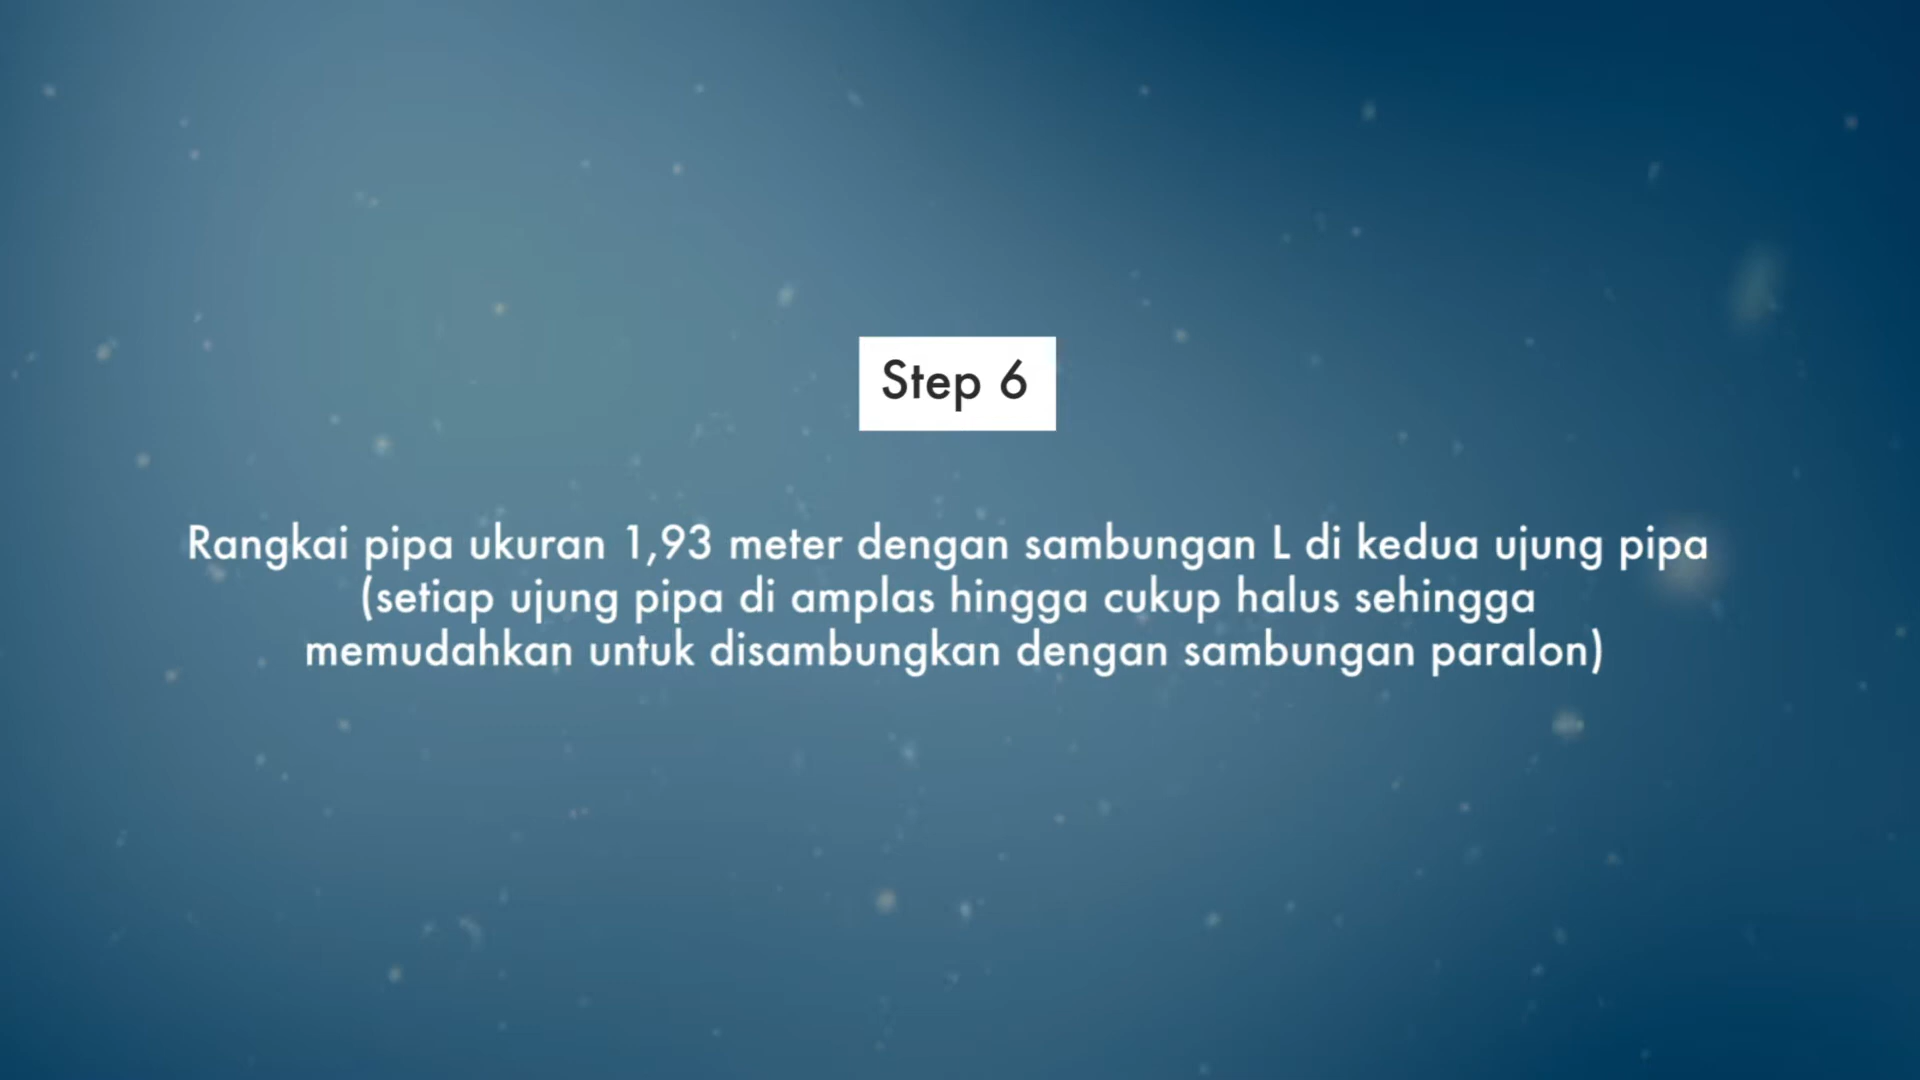 Step 6
Rangkai pipa ukuran 1,93 meter dengan sambungan L di kedua ujung pipa
(setiap ujung pipa di amplas hingga cukup halus sehingga
memudahkan untuk disambungkan dengan sambungan paralon)